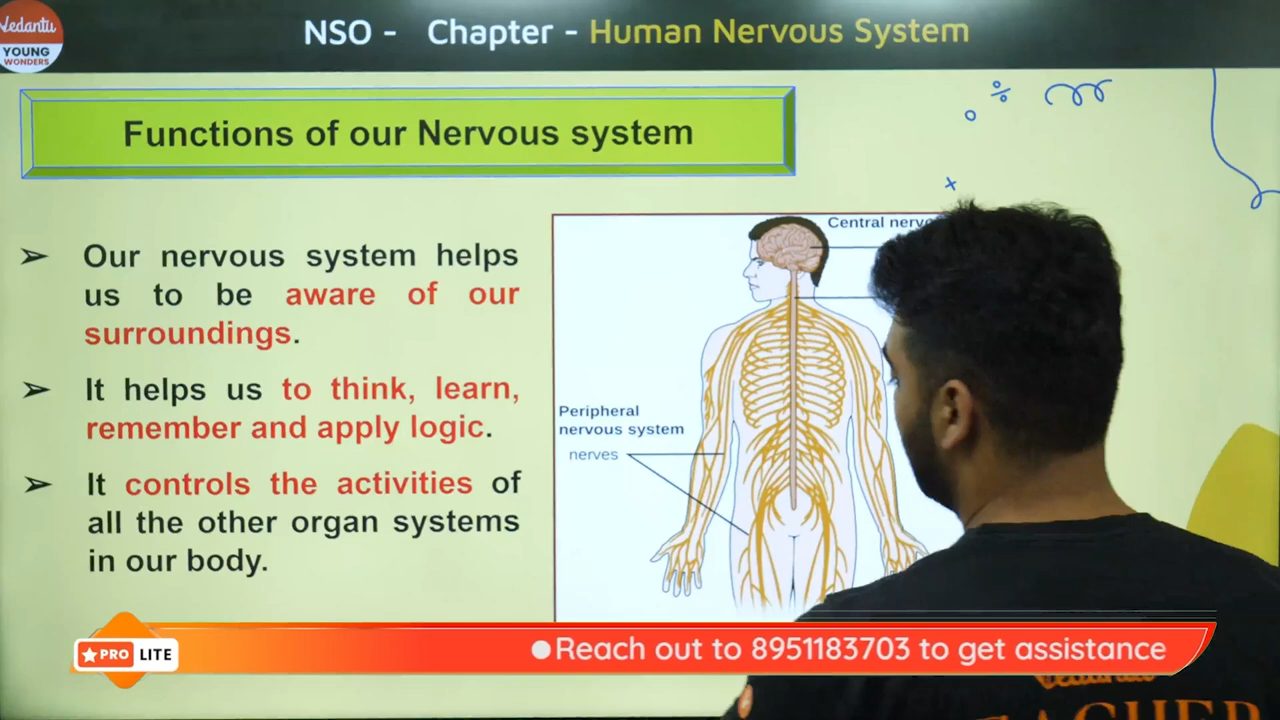 Vedantu
YOUNG
WONDERS
NSO - Chapter - Human Nervous System
Functions of our Nervous system
➢ Our nervous system helps
us to be aware of our
surroundings.
➢ It helps us to think, learn,
remember and apply logic.
➢ It controls the activities of
all the other organ systems
in our body.
Central
Peripheral
nervous system
nerves
PRO LITE
Reach out to 8951183703 to get assistance